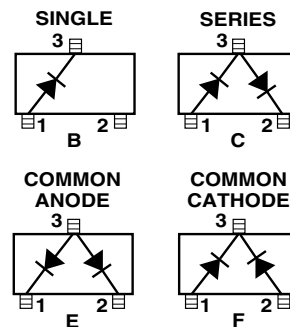 SINGLE
3
1 2
B
SERIES
3
1 2
C
COMMON
ANODE
3
1 2
E
COMMON
CATHODE
3
1 2
F